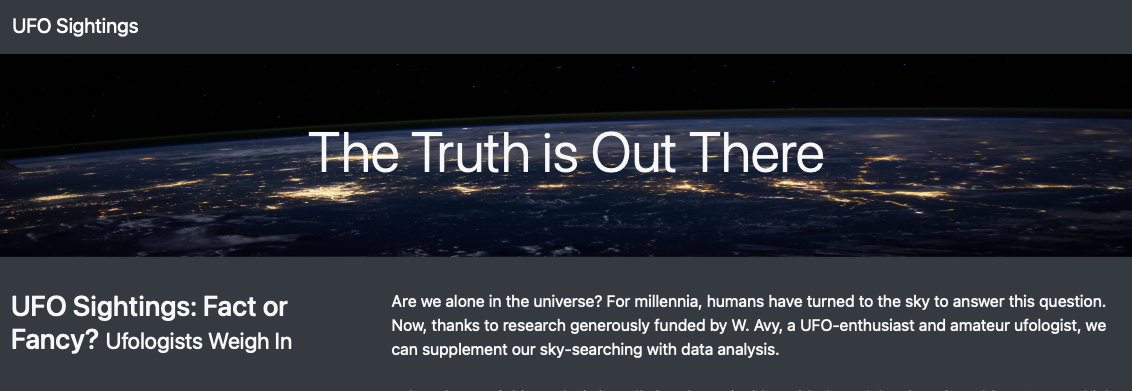 UFO Sightings
The Truth is Out There
UFO Sightings: Fact or
Fancy? Ufologists Weigh In
Are we alone in the universe? For millennia, humans have turned to the sky to answer this question.
Now, thanks to research generously funded by W. Avy, a UFO-enthusiast and amateur ufologist, we
can supplement our sky-searching with data analysis.